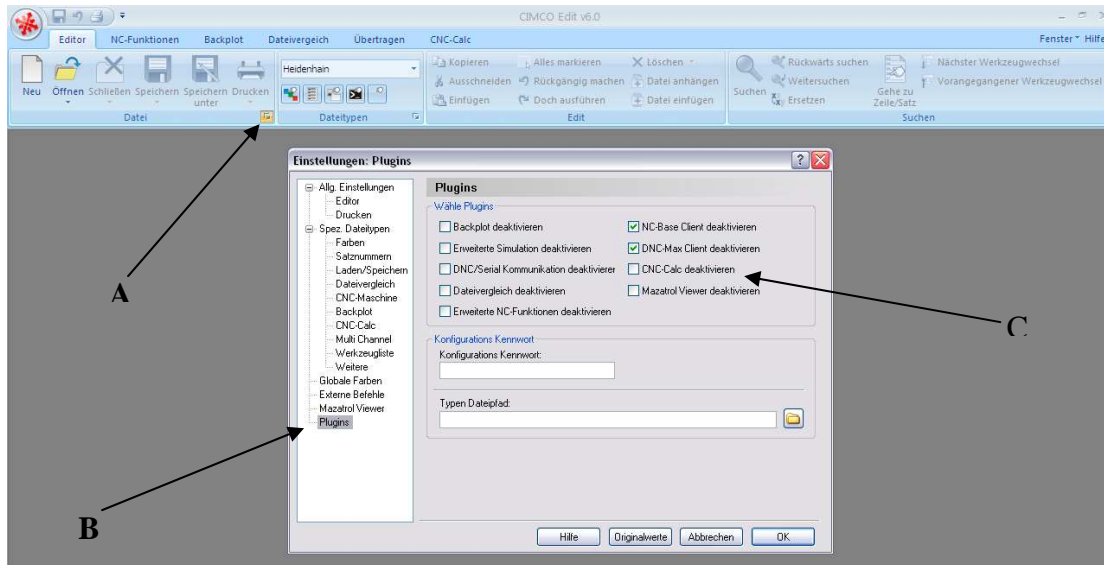 CIMCO Edit v6.0
Editor NC-Funktionen Backplot Dateivergeich Übertragen CNC-Calc Fenster Hilfe
Neu Öffnen Schließen Speichern Speichern unter Drucken
Datei
Heidenhain
Dateitypen
Kopieren Alles markieren Löschen
Ausschneiden Rückgängig machen Datei anhängen
Einfügen Doch ausführen Datei einfügen
Edit
Suchen
Rückwärts suchen
Weitersuchen
Ersetzen
Gehe zu Zeile/Satz
Nächster Werkzeugwechsel
Vorangegangener Werkzeugwechsel
Suchen
Einstellungen: Plugins
Allg. Einstellungen
Editor
Drucken
Spez. Dateitypen
Farben
Satznummern
Laden/Speichern
Dateivergleich
CNC-Maschine
Backplot
CNC-Calc
Multi Channel
Werkzeugliste
Weitere
Globale Farben
Externe Befehle
Mazatrol Viewer
Plugins
Plugins
Wähle Plugins
Backplot deaktivieren NC-Base Client deaktivieren
Erweiterte Simulation deaktivieren DNC-Max Client deaktivieren
DNC/Serial Kommunikation deaktivieren CNC-Calc deaktivieren
Dateivergleich deaktivieren Mazatrol Viewer deaktivieren
Erweiterte NC-Funktionen deaktivieren
Konfigurations Kennwort
Konfigurations Kennwort:
Typen Dateipfad:
Hilfe Originalwerte Abbrechen OK
A
B
C